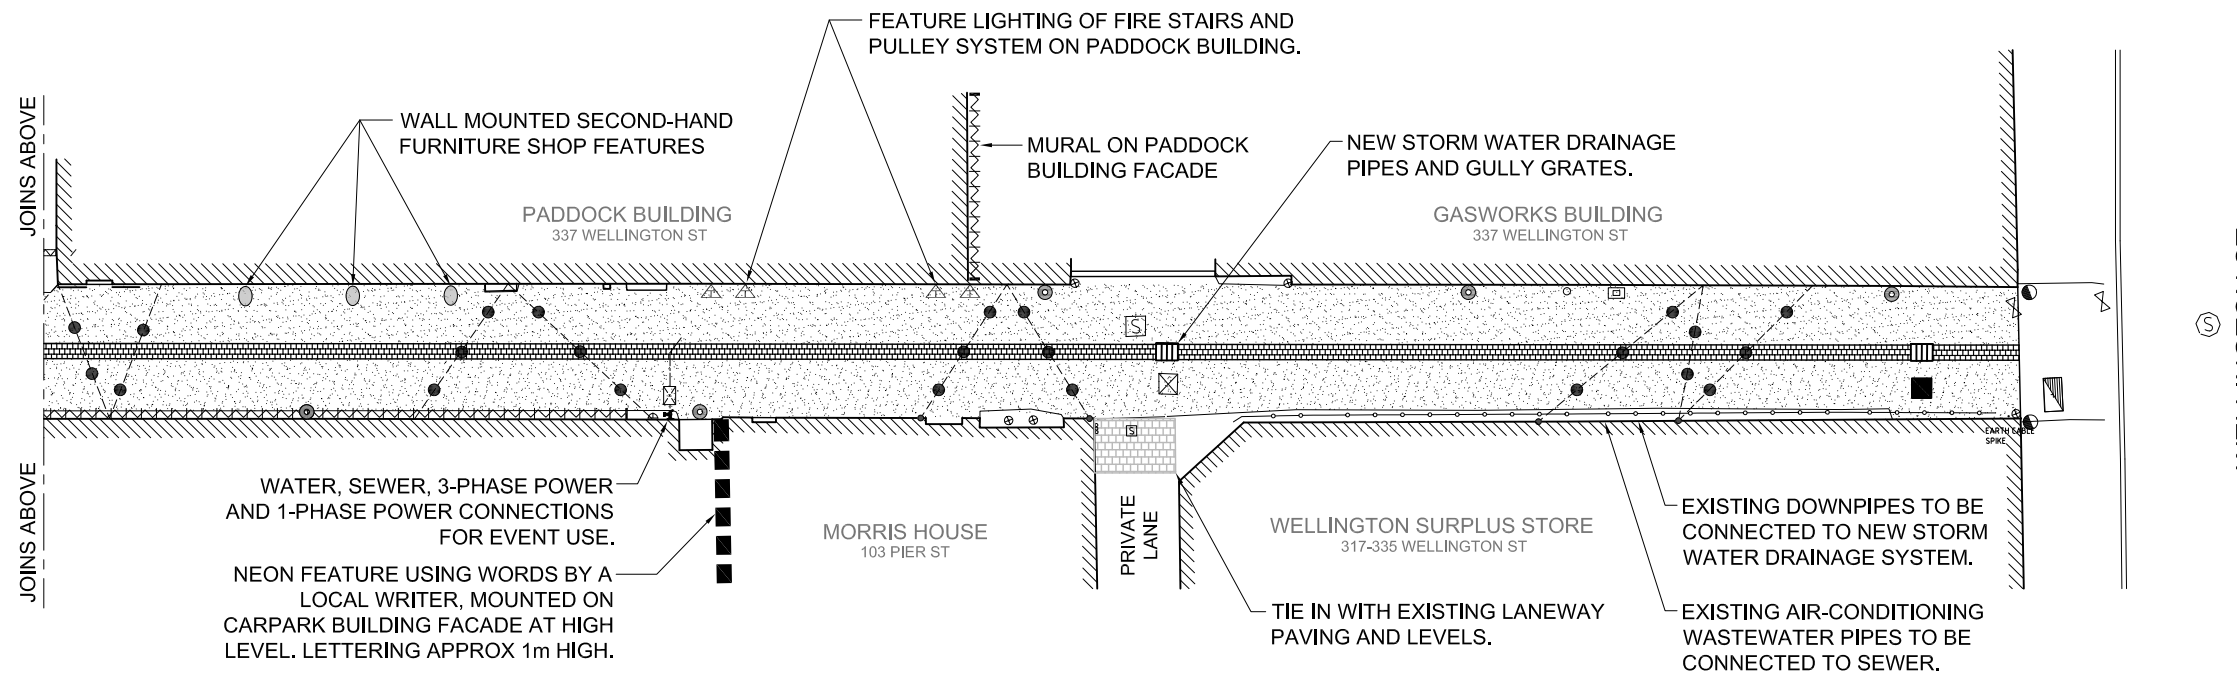 FEATURE LIGHTING OF FIRE STAIRS AND
PULLEY SYSTEM ON PADDOCK BUILDING.
JOINS ABOVE
WALL MOUNTED SECOND-HAND
FURNITURE SHOP FEATURES
MURAL ON PADDOCK
BUILDING FACADE
NEW STORM WATER DRAINAGE
PIPES AND GULLY GRATES.
PADDOCK BUILDING
337 WELLINGTON ST
GASWORKS BUILDING
337 WELLINGTON ST
S
S
S
EARTH CABLE
SPIKE
JOINS ABOVE
WATER, SEWER, 3-PHASE POWER
AND 1-PHASE POWER CONNECTIONS
FOR EVENT USE.
NEON FEATURE USING WORDS BY A
LOCAL WRITER, MOUNTED ON
CARPARK BUILDING FACADE AT HIGH
LEVEL. LETTERING APPROX 1m HIGH.
MORRIS HOUSE
103 PIER ST
PRIVATE
LANE
WELLINGTON SURPLUS STORE
317-335 WELLINGTON ST
EXISTING DOWNPIPES TO BE
CONNECTED TO NEW STORM
WATER DRAINAGE SYSTEM.
TIE IN WITH EXISTING LANEWAY
PAVING AND LEVELS.
EXISTING AIR-CONDITIONING
WASTEWATER PIPES TO BE
CONNECTED TO SEWER.